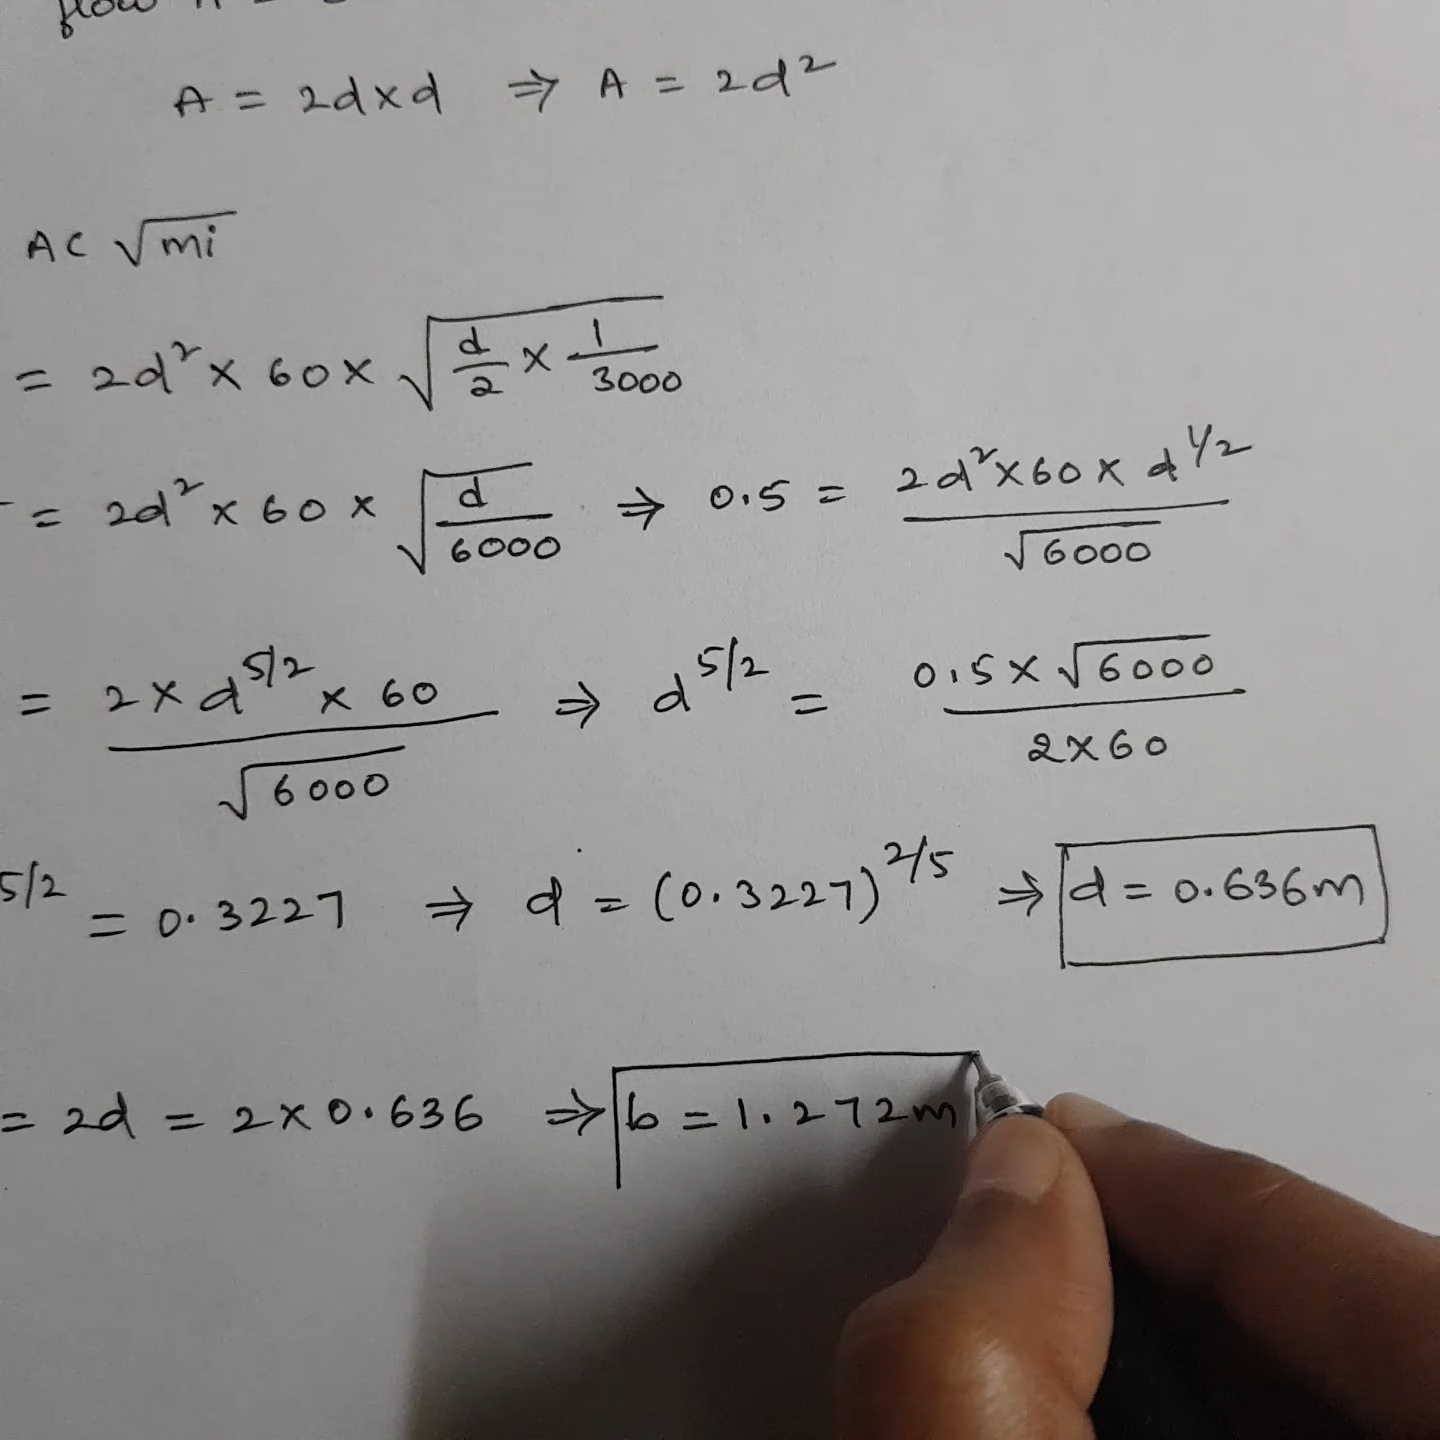 flow A =
A = 2d×d ⇒ A = 2d²
AC √mi
= 2d² × 60 × √(d/2 × 1/3000)
= 2d² × 60 × √(d/6000) ⇒ 0.5 = (2d² × 60 × d^1/2)/√6000
= (2 × d^5/2 × 60)/√6000 ⇒ d^5/2 = (0.5 × √6000)/(2×60)
5/2 = 0.3227 ⇒ d = (0.3227)^2/5 ⇒ d = 0.636m
= 2d = 2×0.636 ⇒ b = 1.272m